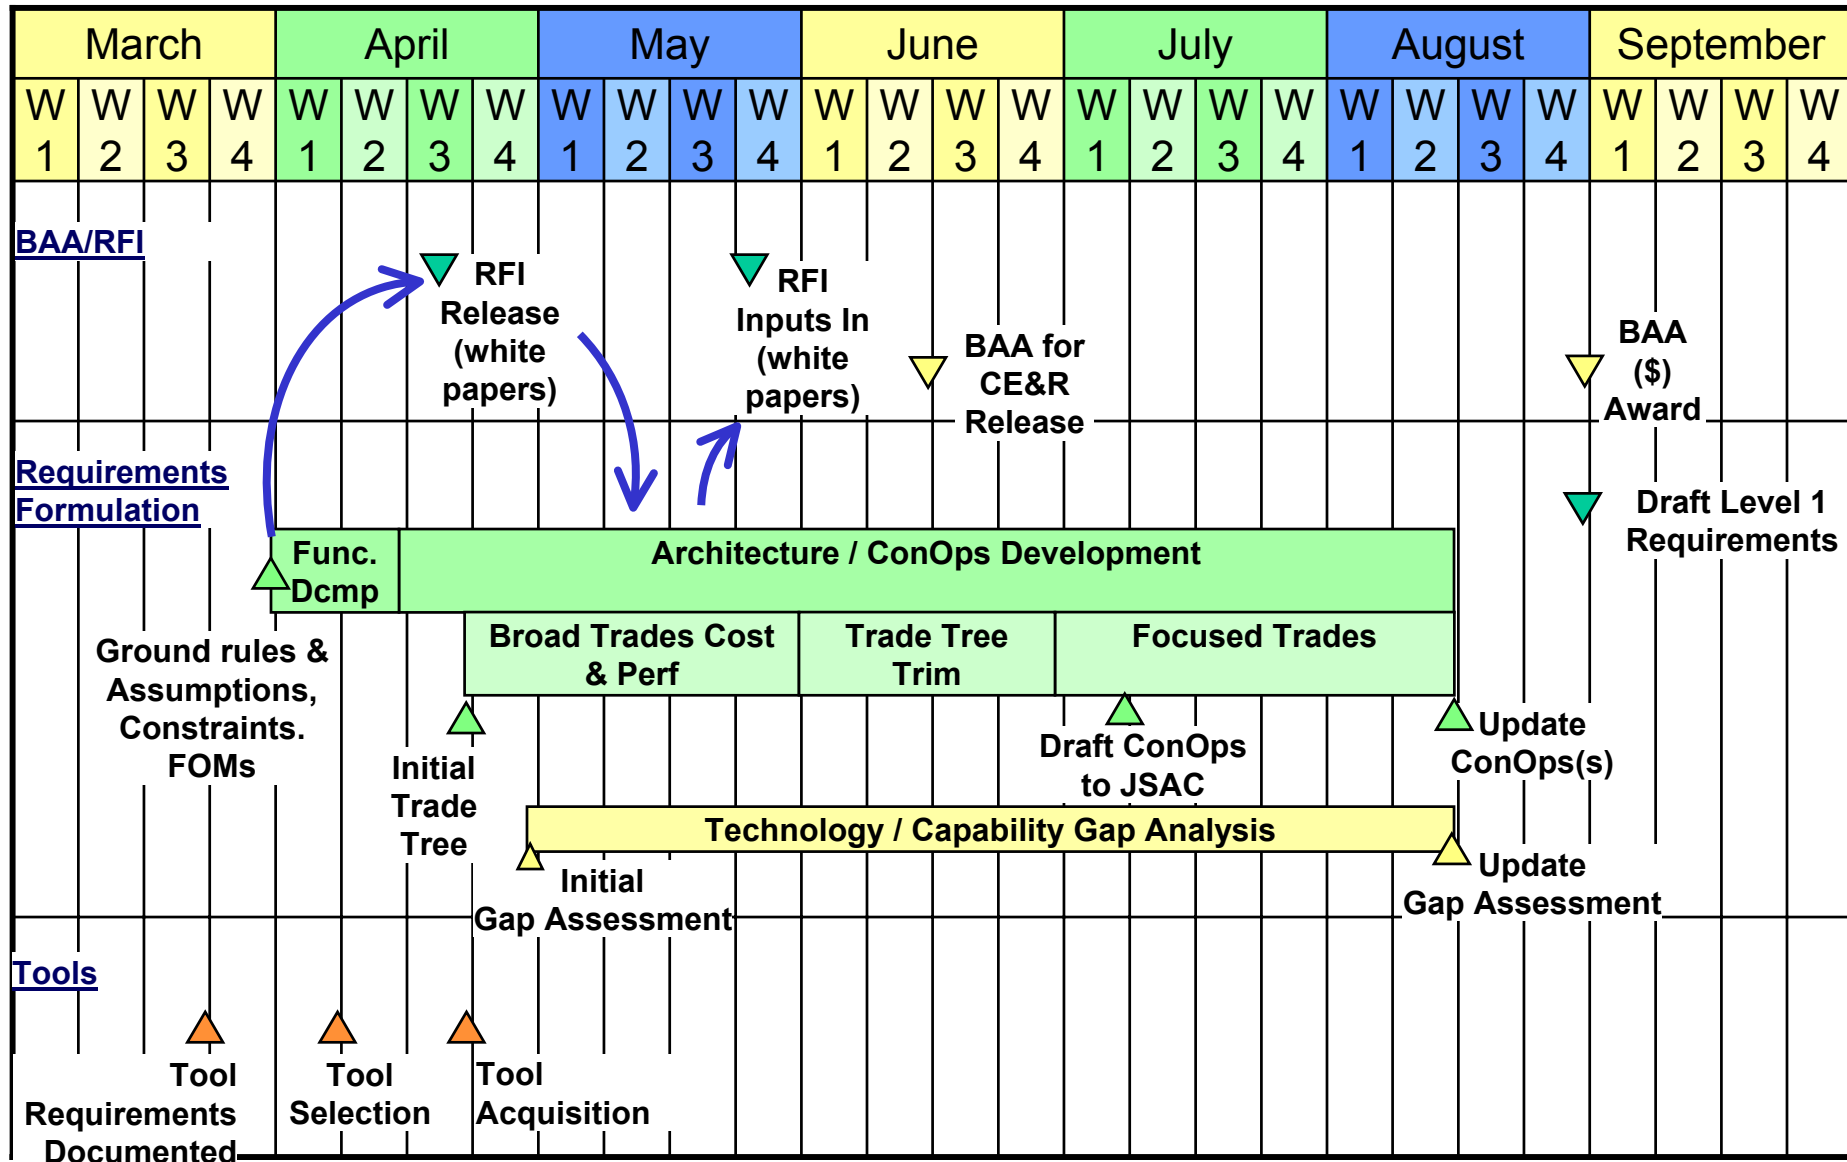 March April May June July August September
W W W W W W W W W W W W W W W W W W W W W W W W W W W W
1 2 3 4 1 2 3 4 1 2 3 4 1 2 3 4 1 2 3 4 1 2 3 4 1 2 3 4
BAA/RFI
RFI
Release
(white
papers)
RFI
Inputs In
(white
papers)
BAA for
CE&R
Release
BAA
($)
Award
Requirements
Formulation
Draft Level 1
Requirements
Func.
Dcmp
Architecture / ConOps Development
Broad Trades Cost
& Perf
Trade Tree
Trim
Focused Trades
Ground rules &
Assumptions,
Constraints.
FOMs
Initial
Trade
Tree
Draft ConOps
to JSAC
Update
ConOps(s)
Technology / Capability Gap Analysis
Initial
Gap Assessment
Update
Gap Assessment
Tools
Tool
Requirements
Documented
Tool
Selection
Tool
Acquisition